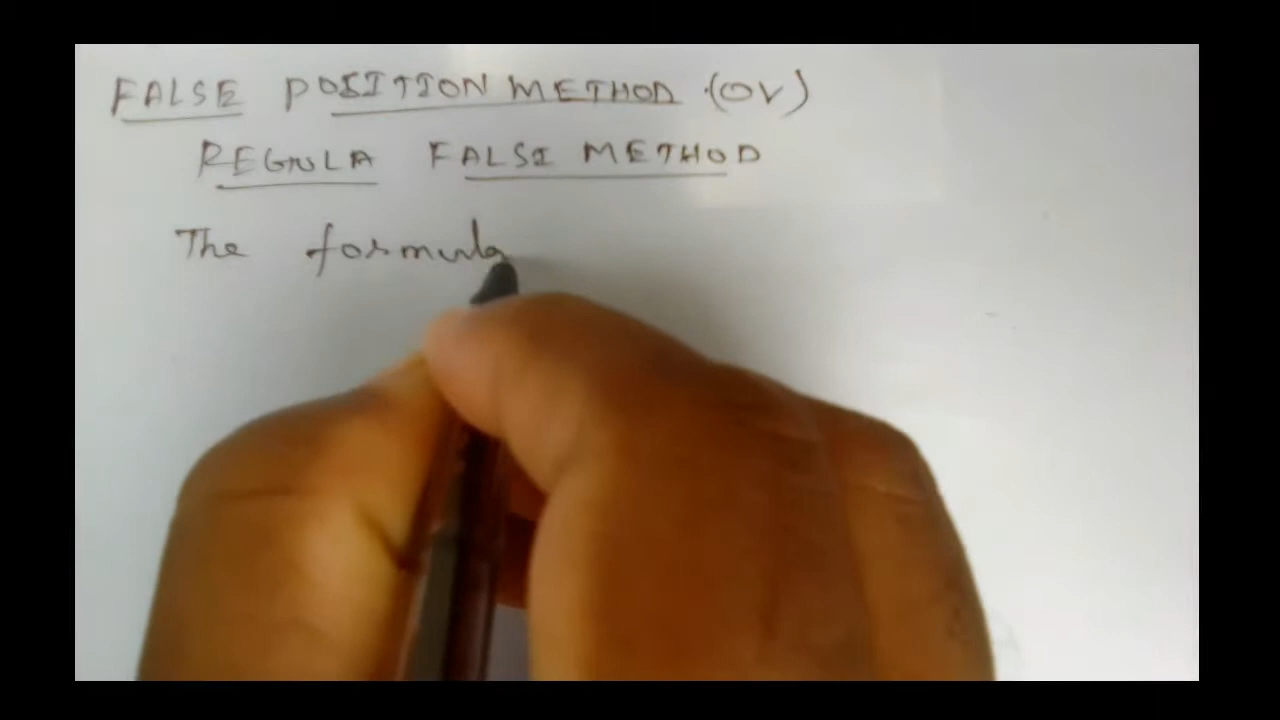 FALSE POSITION METHOD (OR)
REGULA FALSI METHOD
The formula